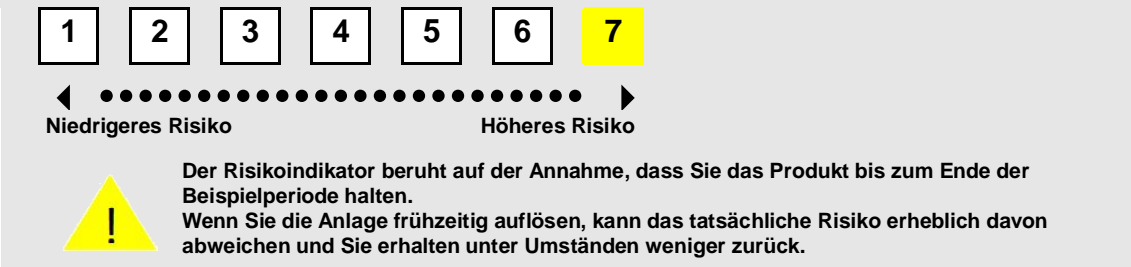 1 2 3 4 5 6 7
Niedrigeres Risiko Höheres Risiko
Der Risikoindikator beruht auf der Annahme, dass Sie das Produkt bis zum Ende der
Beispielperiode halten.
Wenn Sie die Anlage frühzeitig auflösen, kann das tatsächliche Risiko erheblich davon
abweichen und Sie erhalten unter Umständen weniger zurück.
!